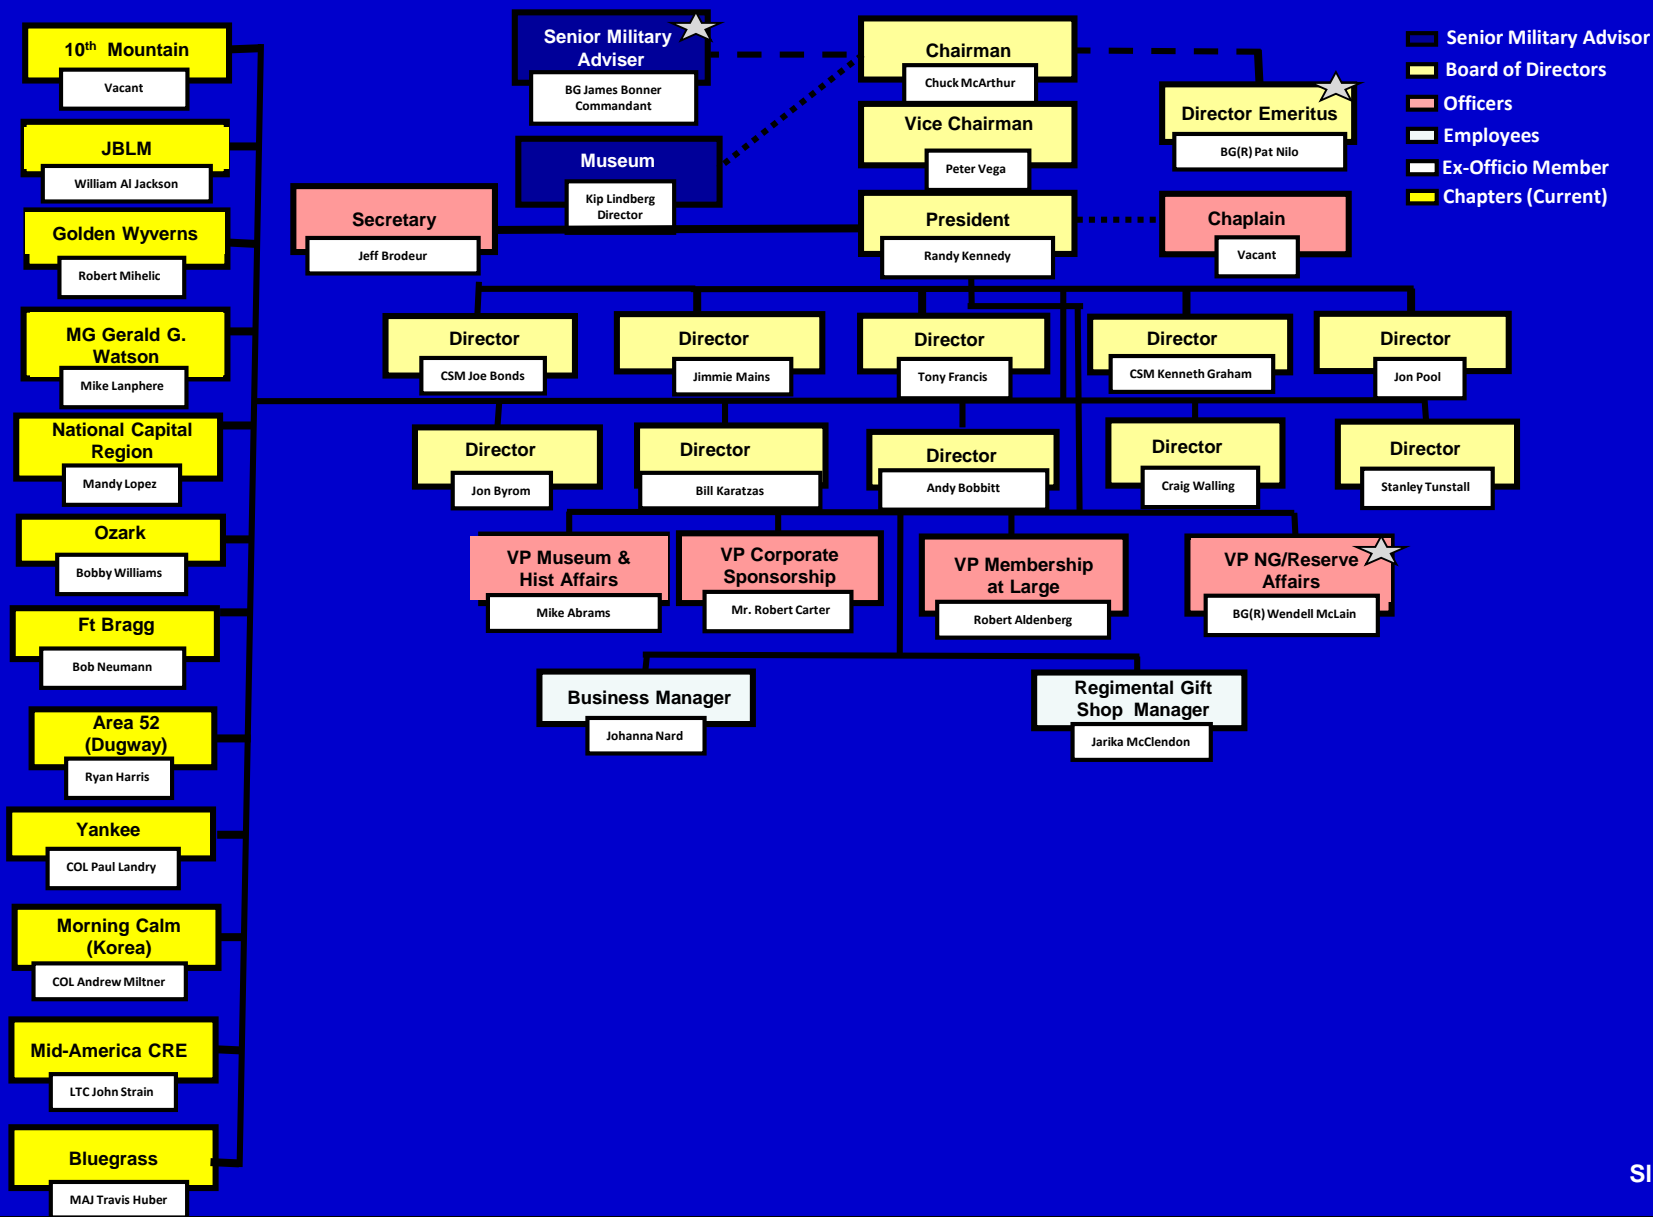 10th Mountain
Vacant
JBLM
William Al Jackson
Golden Wyverns
Robert Mihelic
MG Gerald G.
Watson
Mike Lanphere
National Capital
Region
Mandy Lopez
Ozark
Bobby Williams
Ft Bragg
Bob Neumann
Area 52
(Dugway)
Ryan Harris
Yankee
COL Paul Landry
Morning Calm
(Korea)
COL Andrew Miltner
Mid-America CRE
LTC John Strain
Bluegrass
MAJ Travis Huber
Senior Military
Adviser
BG James Bonner
Commandant
Museum
Kip Lindberg
Director
Secretary
Jeff Brodeur
Chairman
Chuck McArthur
Vice Chairman
Peter Vega
President
Randy Kennedy
Director Emeritus
BG(R) Pat Nilo
Chaplain
Vacant
Senior Military Advisor
Board of Directors
Officers
Employees
Ex-Officio Member
Chapters (Current)
Director
CSM Joe Bonds
Director
Jimmie Mains
Director
Tony Francis
Director
CSM Kenneth Graham
Director
Jon Pool
Director
Jon Byrom
Director
Bill Karatzas
Director
Andy Bobbitt
Director
Craig Walling
Director
Stanley Tunstall
VP Museum &
Hist Affairs
Mike Abrams
VP Corporate
Sponsorship
Mr. Robert Carter
VP Membership
at Large
Robert Aldenberg
VP NG/Reserve
Affairs
BG(R) Wendell McLain
Business Manager
Johanna Nard
Regimental Gift
Shop Manager
Jarika McClendon
SI